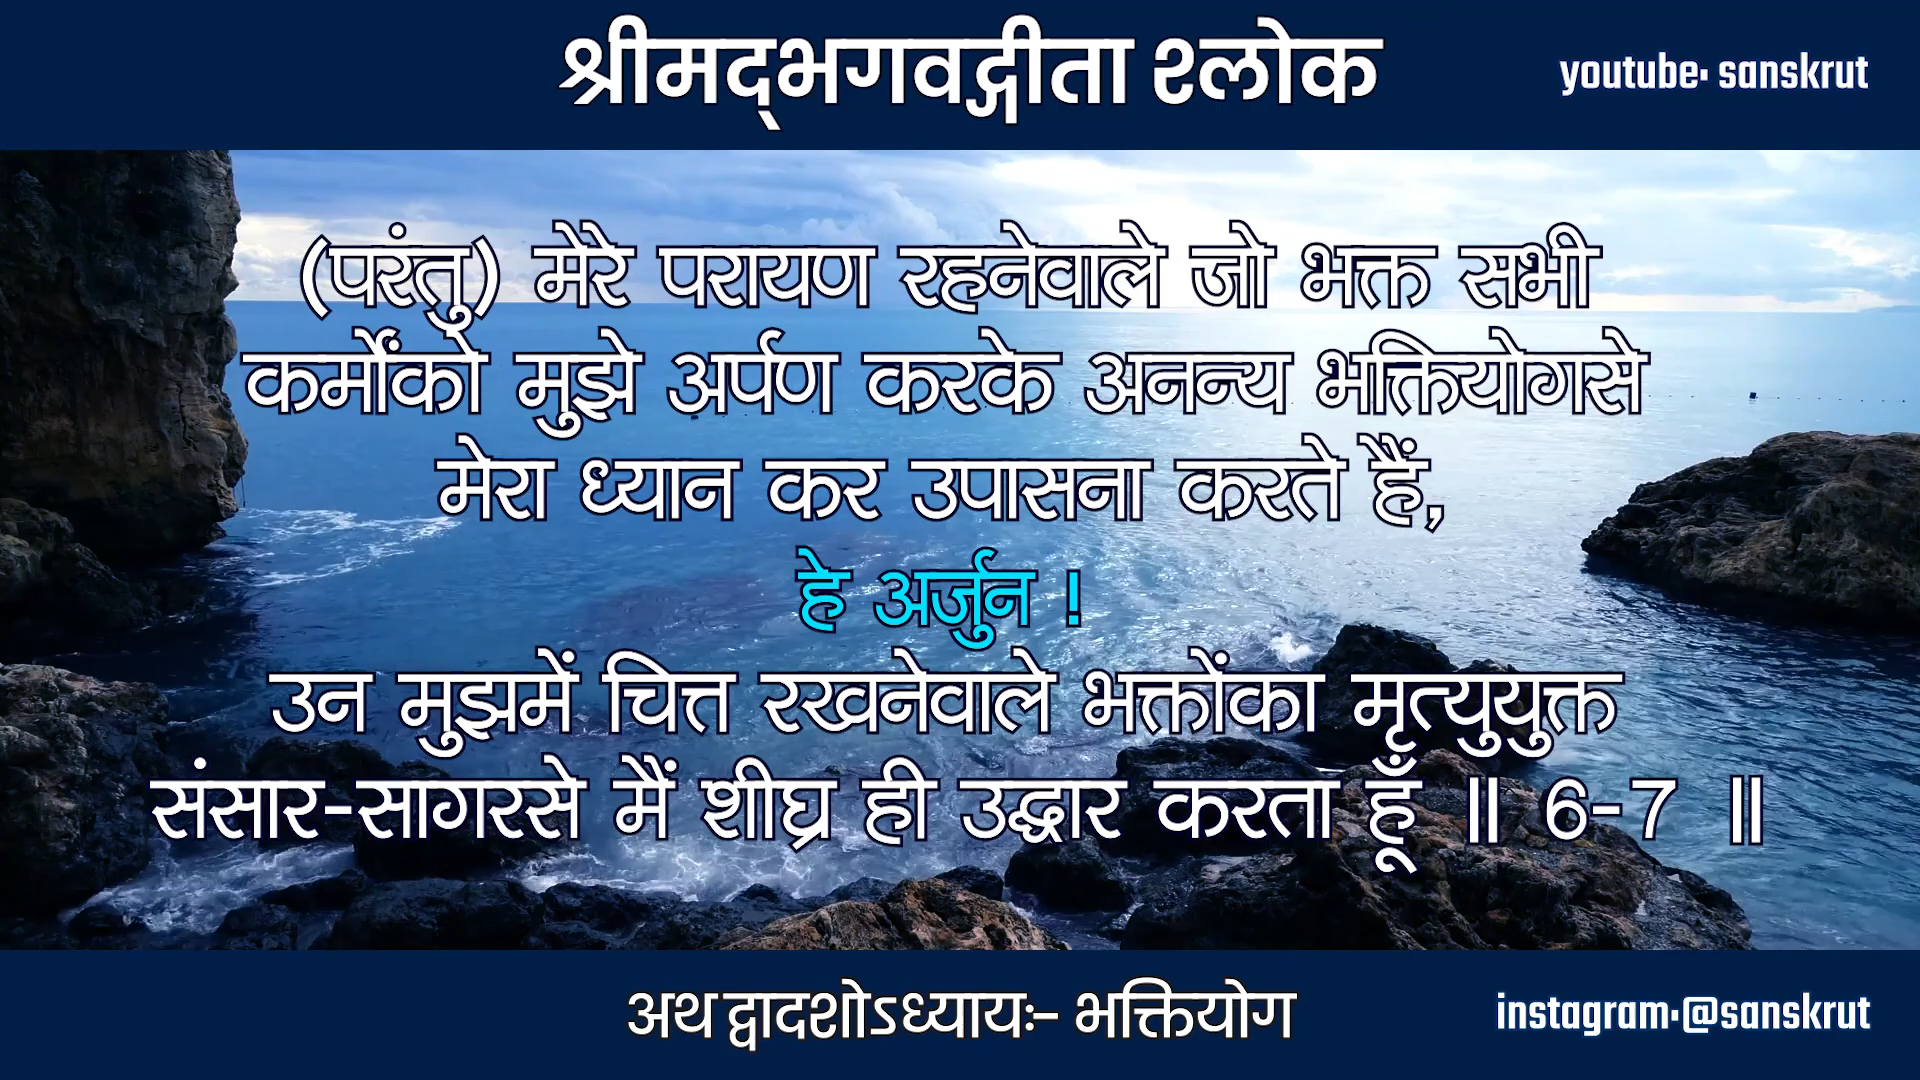 श्रीमद्‌भगवद्गीता श्लोक
youtube: sanskrut
(परंतु) मेरे परायण रहनेवाले जो भक्त सभी
कर्मोंको मुझे अर्पण करके अनन्य भक्तियोगसे
मेरा ध्यान कर उपासना करते हैं,
हे अर्जुन !
उन मुझमें चित्त रखनेवाले भक्तोंका मृत्युयुक्त
संसार-सागरसे मैं शीघ्र ही उद्धार करता हूँ ॥ 6-7 ॥
अथ द्वादशोऽध्यायः- भक्तियोग
instagram:@sanskrut